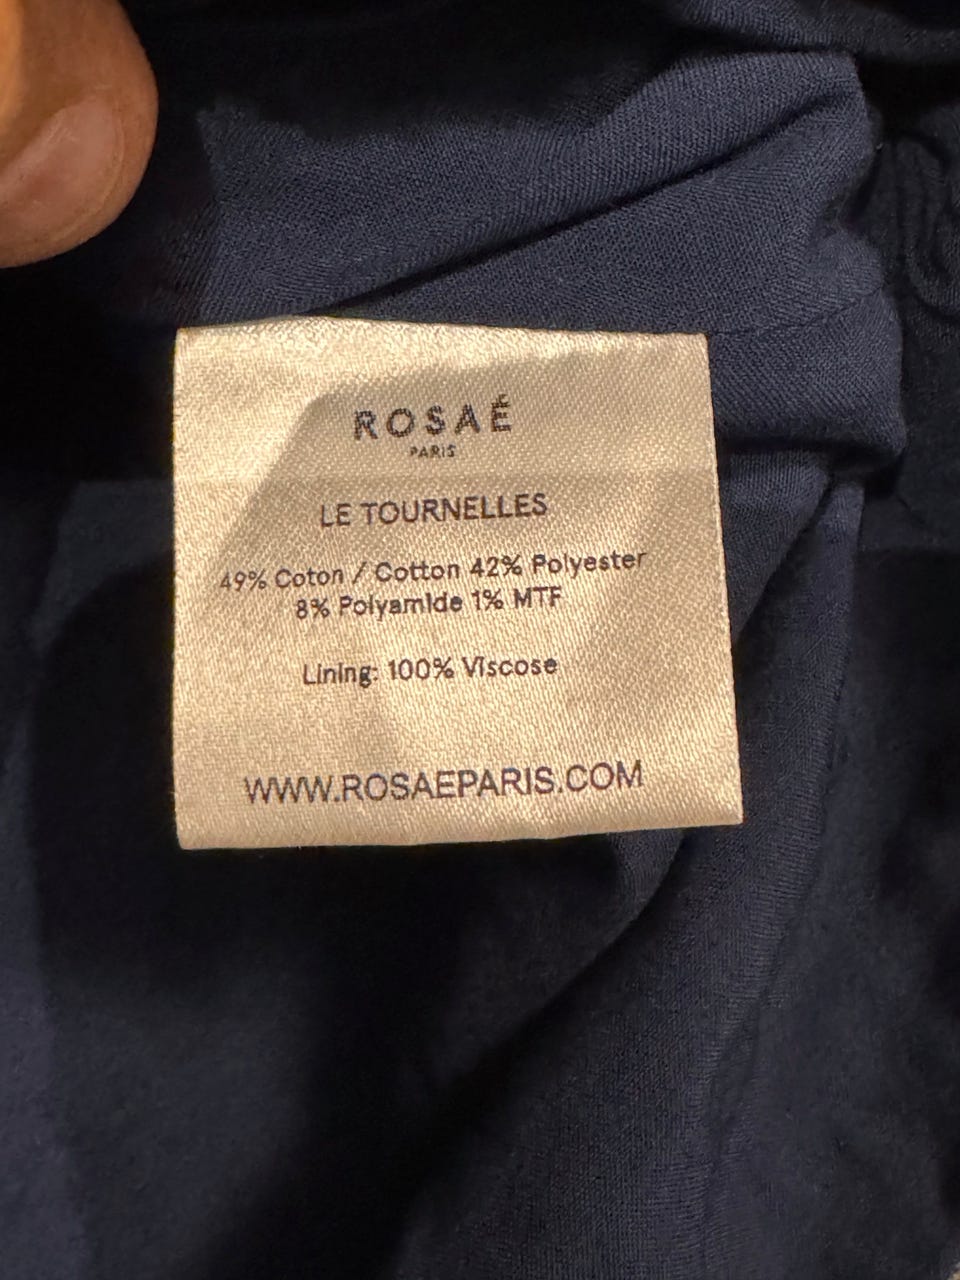 ROSAÉ
PARIS
LE TOURNELLES
49% Coton / Cotton 42% Polyester
8% Polyamide 1% MTF
Lining: 100% Viscose
WWW.ROSAEPARIS.COM